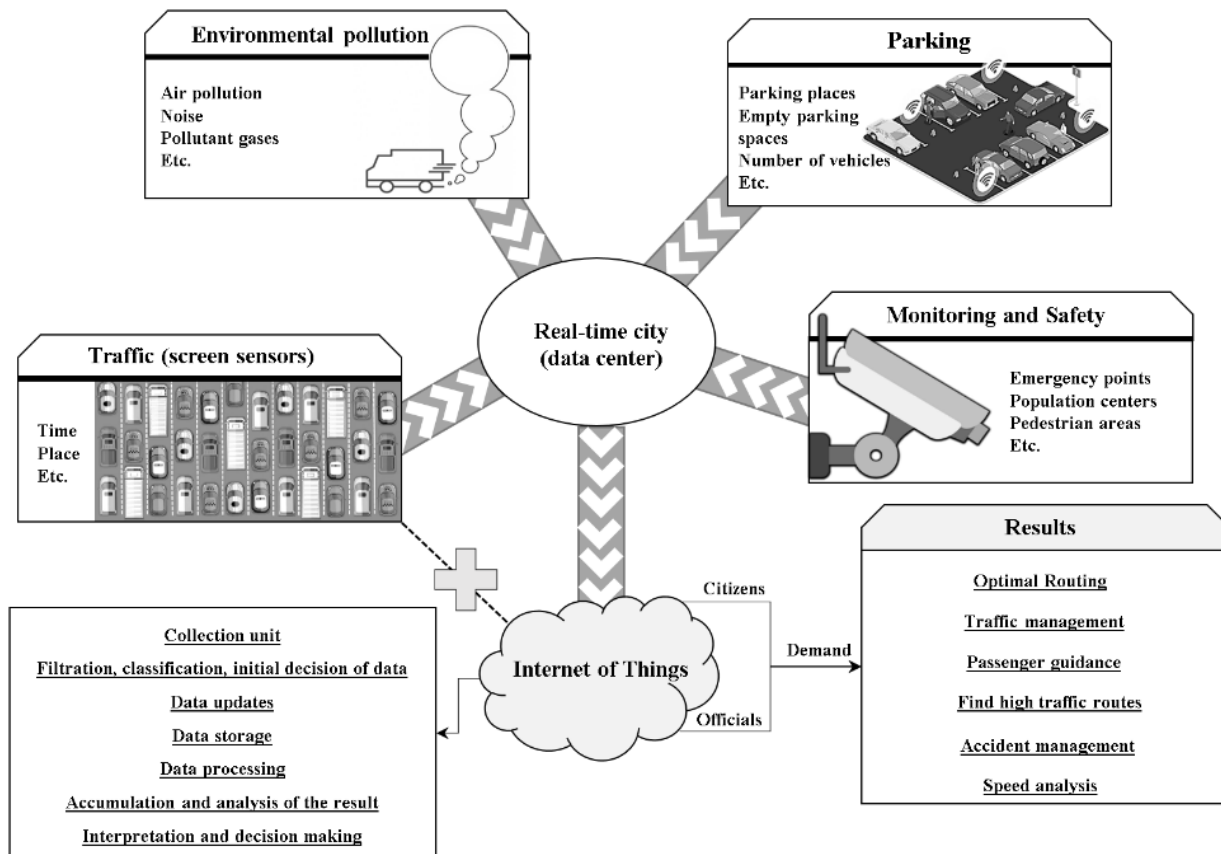 Environmental pollution
Air pollution
Noise
Pollutant gases
Etc.
Parking
Parking places
Empty parking
spaces
Number of vehicles
Etc.
Real-time city
(data center)
Monitoring and Safety
Emergency points
Population centers
Pedestrian areas
Etc.
Traffic (screen sensors)
Time
Place
Etc.
Internet of Things
Citizens
Officials
Demand
Results
Optimal Routing
Traffic management
Passenger guidance
Find high traffic routes
Accident management
Speed analysis
Collection unit
Filtration, classification, initial decision of data
Data updates
Data storage
Data processing
Accumulation and analysis of the result
Interpretation and decision making